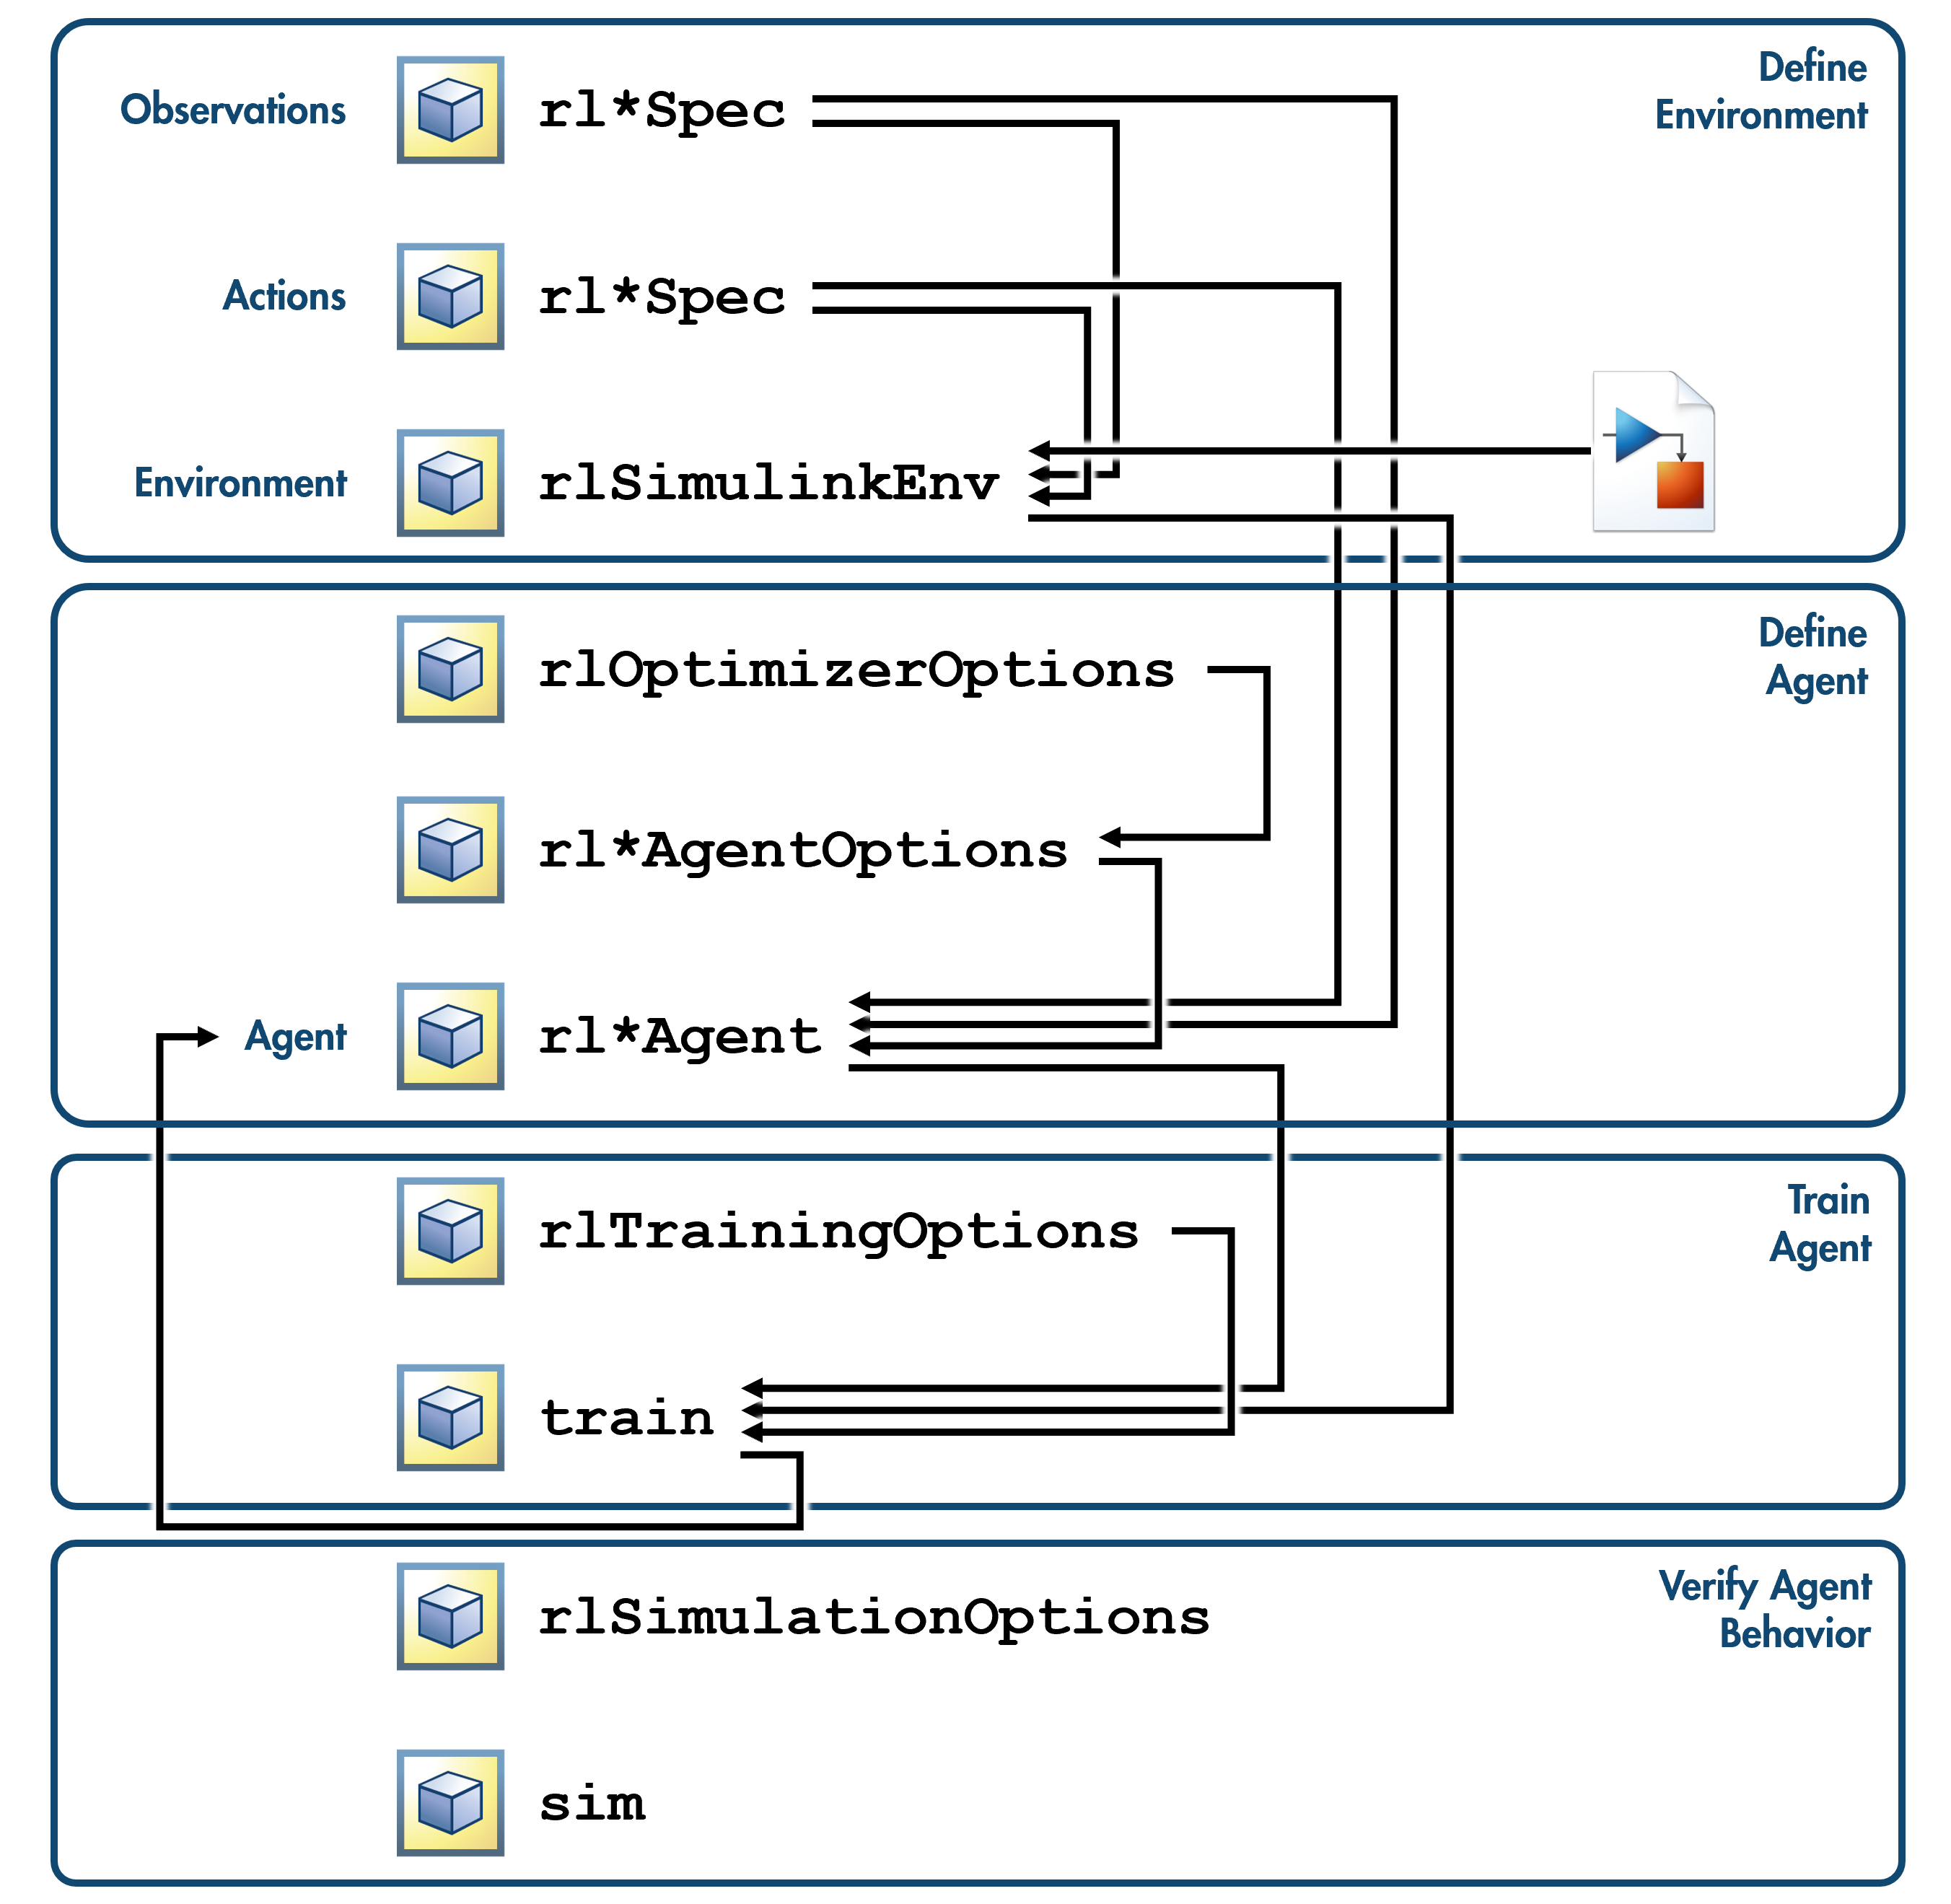 Define
Environment
Observations
rl*Spec
Actions
rl*Spec
Environment
rlSimulinkEnv
Define
Agent
rlOptimizerOptions
rl*AgentOptions
Agent
rl*Agent
Train
Agent
rlTrainingOptions
train
Verify Agent
Behavior
rlSimulationOptions
sim